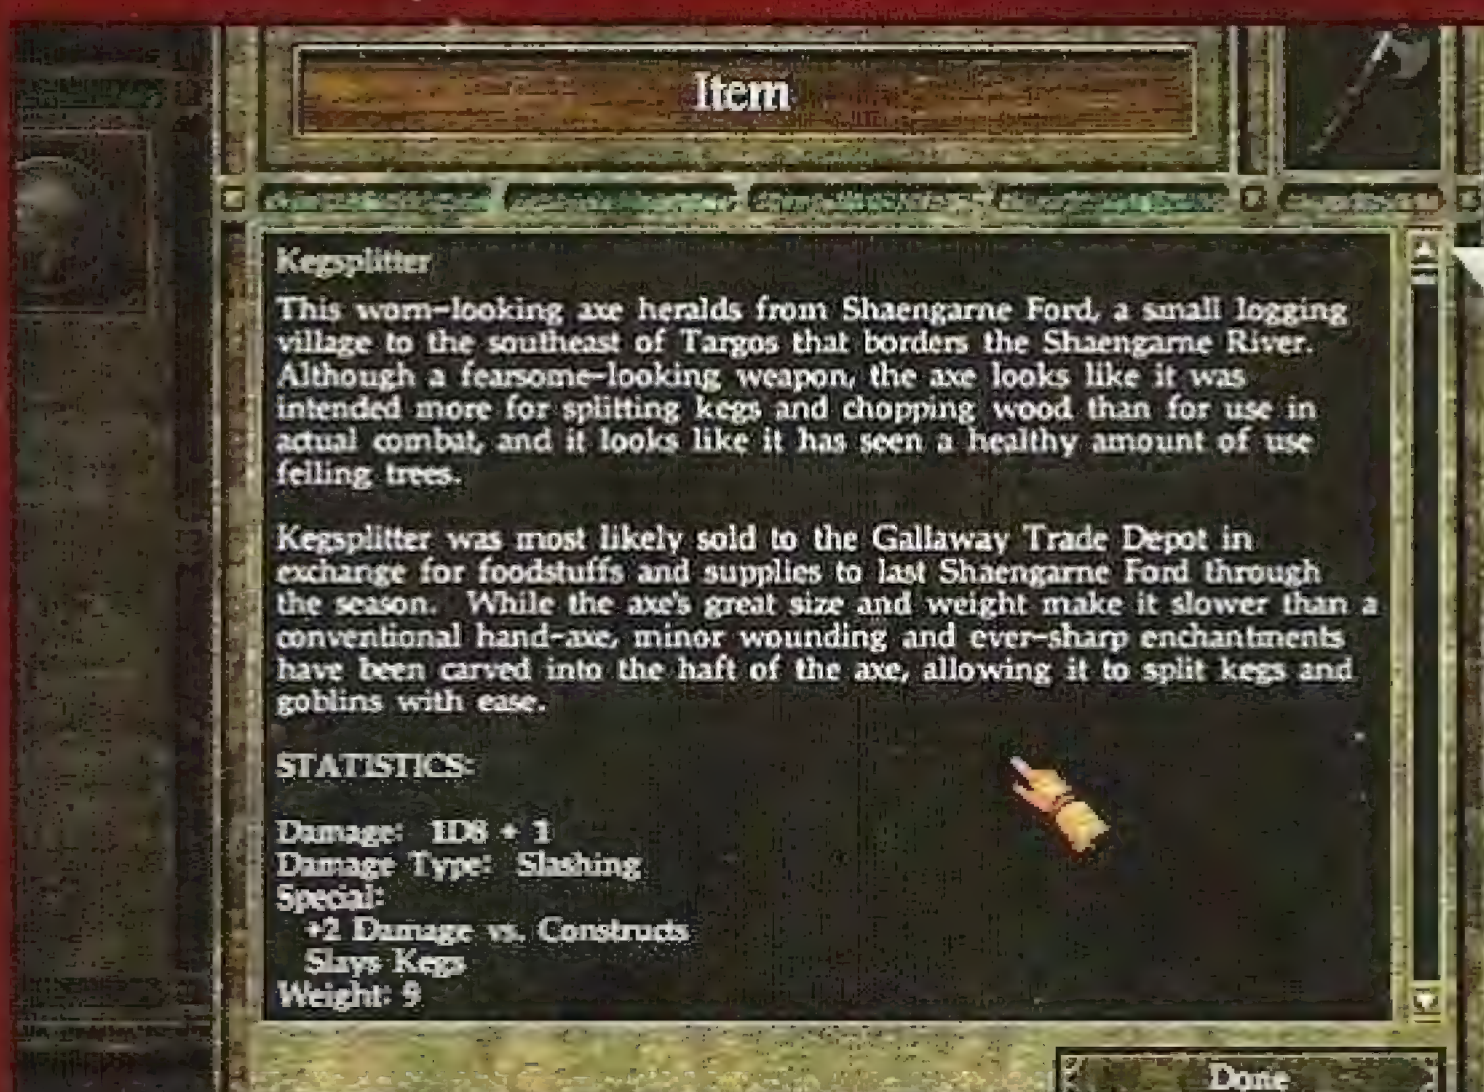 Item
Kegsplitter
This worn-looking axe heralds from Shaengarne Ford, a small logging
village to the southeast of Targos that borders the Shaengarne River.
Although a fearsome-looking weapon, the axe looks like it was
intended more for splitting kegs and chopping wood than for use in
actual combat, and it looks like it has seen a healthy amount of use
felling trees.
Kegsplitter was most likely sold to the Gallaway Trade Depot in
exchange for foodstuffs and supplies to last Shaengarne Ford through
the season. While the axe's great size and weight make it slower than a
conventional hand-axe, minor wounding and ever-sharp enchantments
have been carved into the haft of the axe, allowing it to split kegs and
goblins with ease.
STATISTICS:
Damage: 1D8 + 1
Damage Type: Slashing
Special:
+2 Damage vs. Constructs
Slays Kegs
Weight: 9
Done